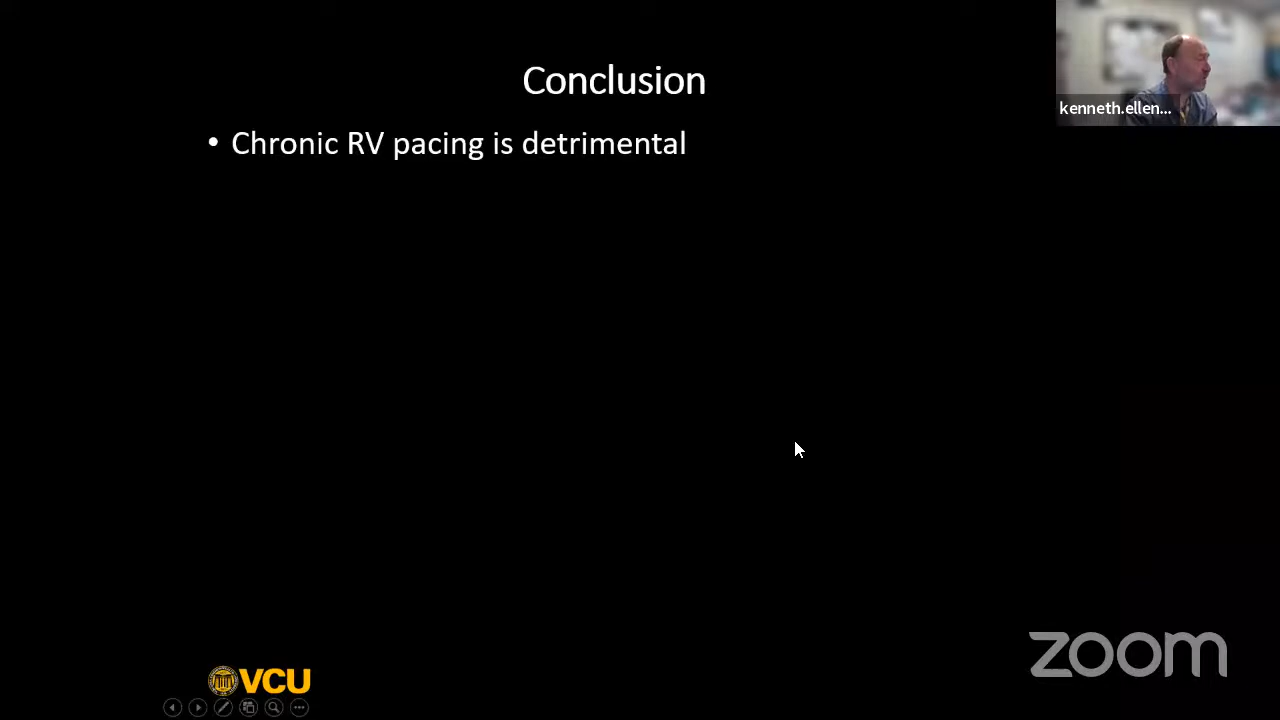 Conclusion
kenneth.ellen...
• Chronic RV pacing is detrimental
zoom
VCU